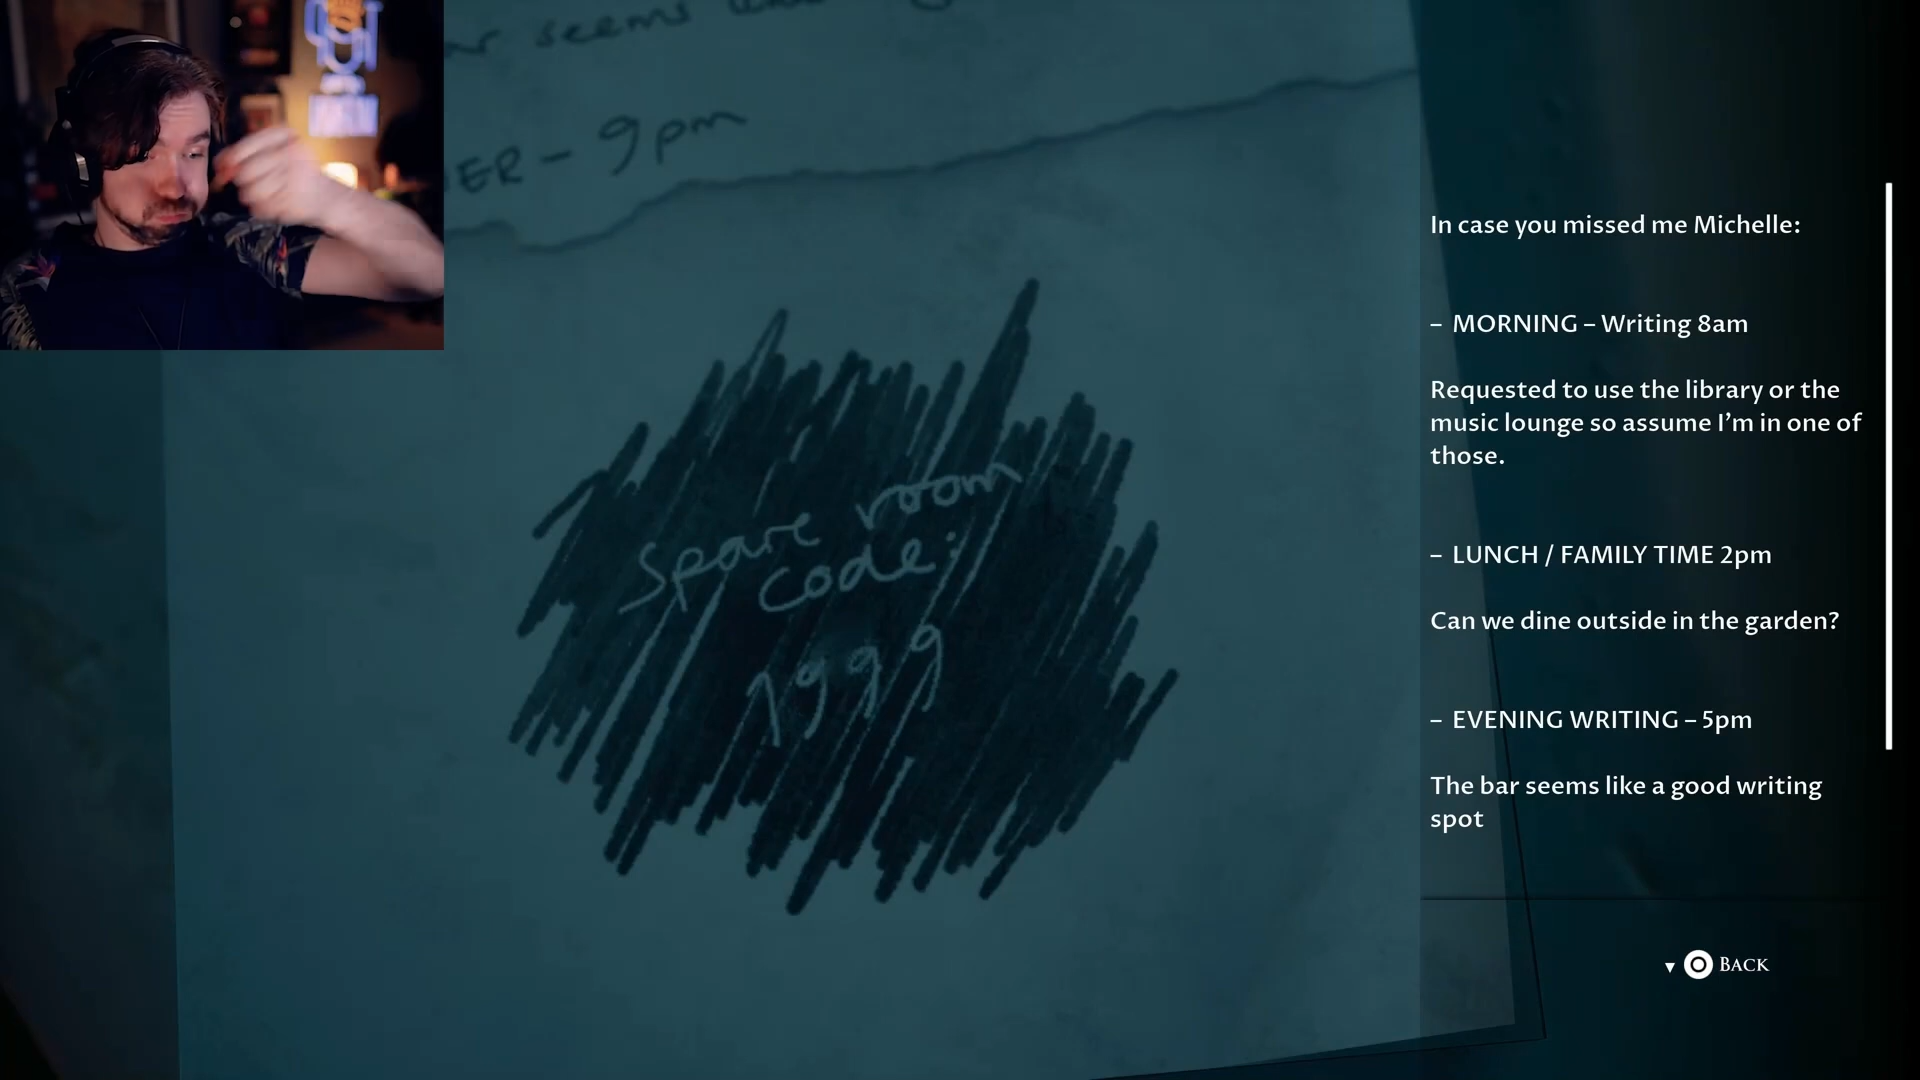 ar seems
ER – 9pm
Spare room
code:
1999
In case you missed me Michelle:
– MORNING – Writing 8am
Requested to use the library or the
music lounge so assume I'm in one of
those.
– LUNCH / FAMILY TIME 2pm
Can we dine outside in the garden?
– EVENING WRITING – 5pm
The bar seems like a good writing
spot
▼ BACK